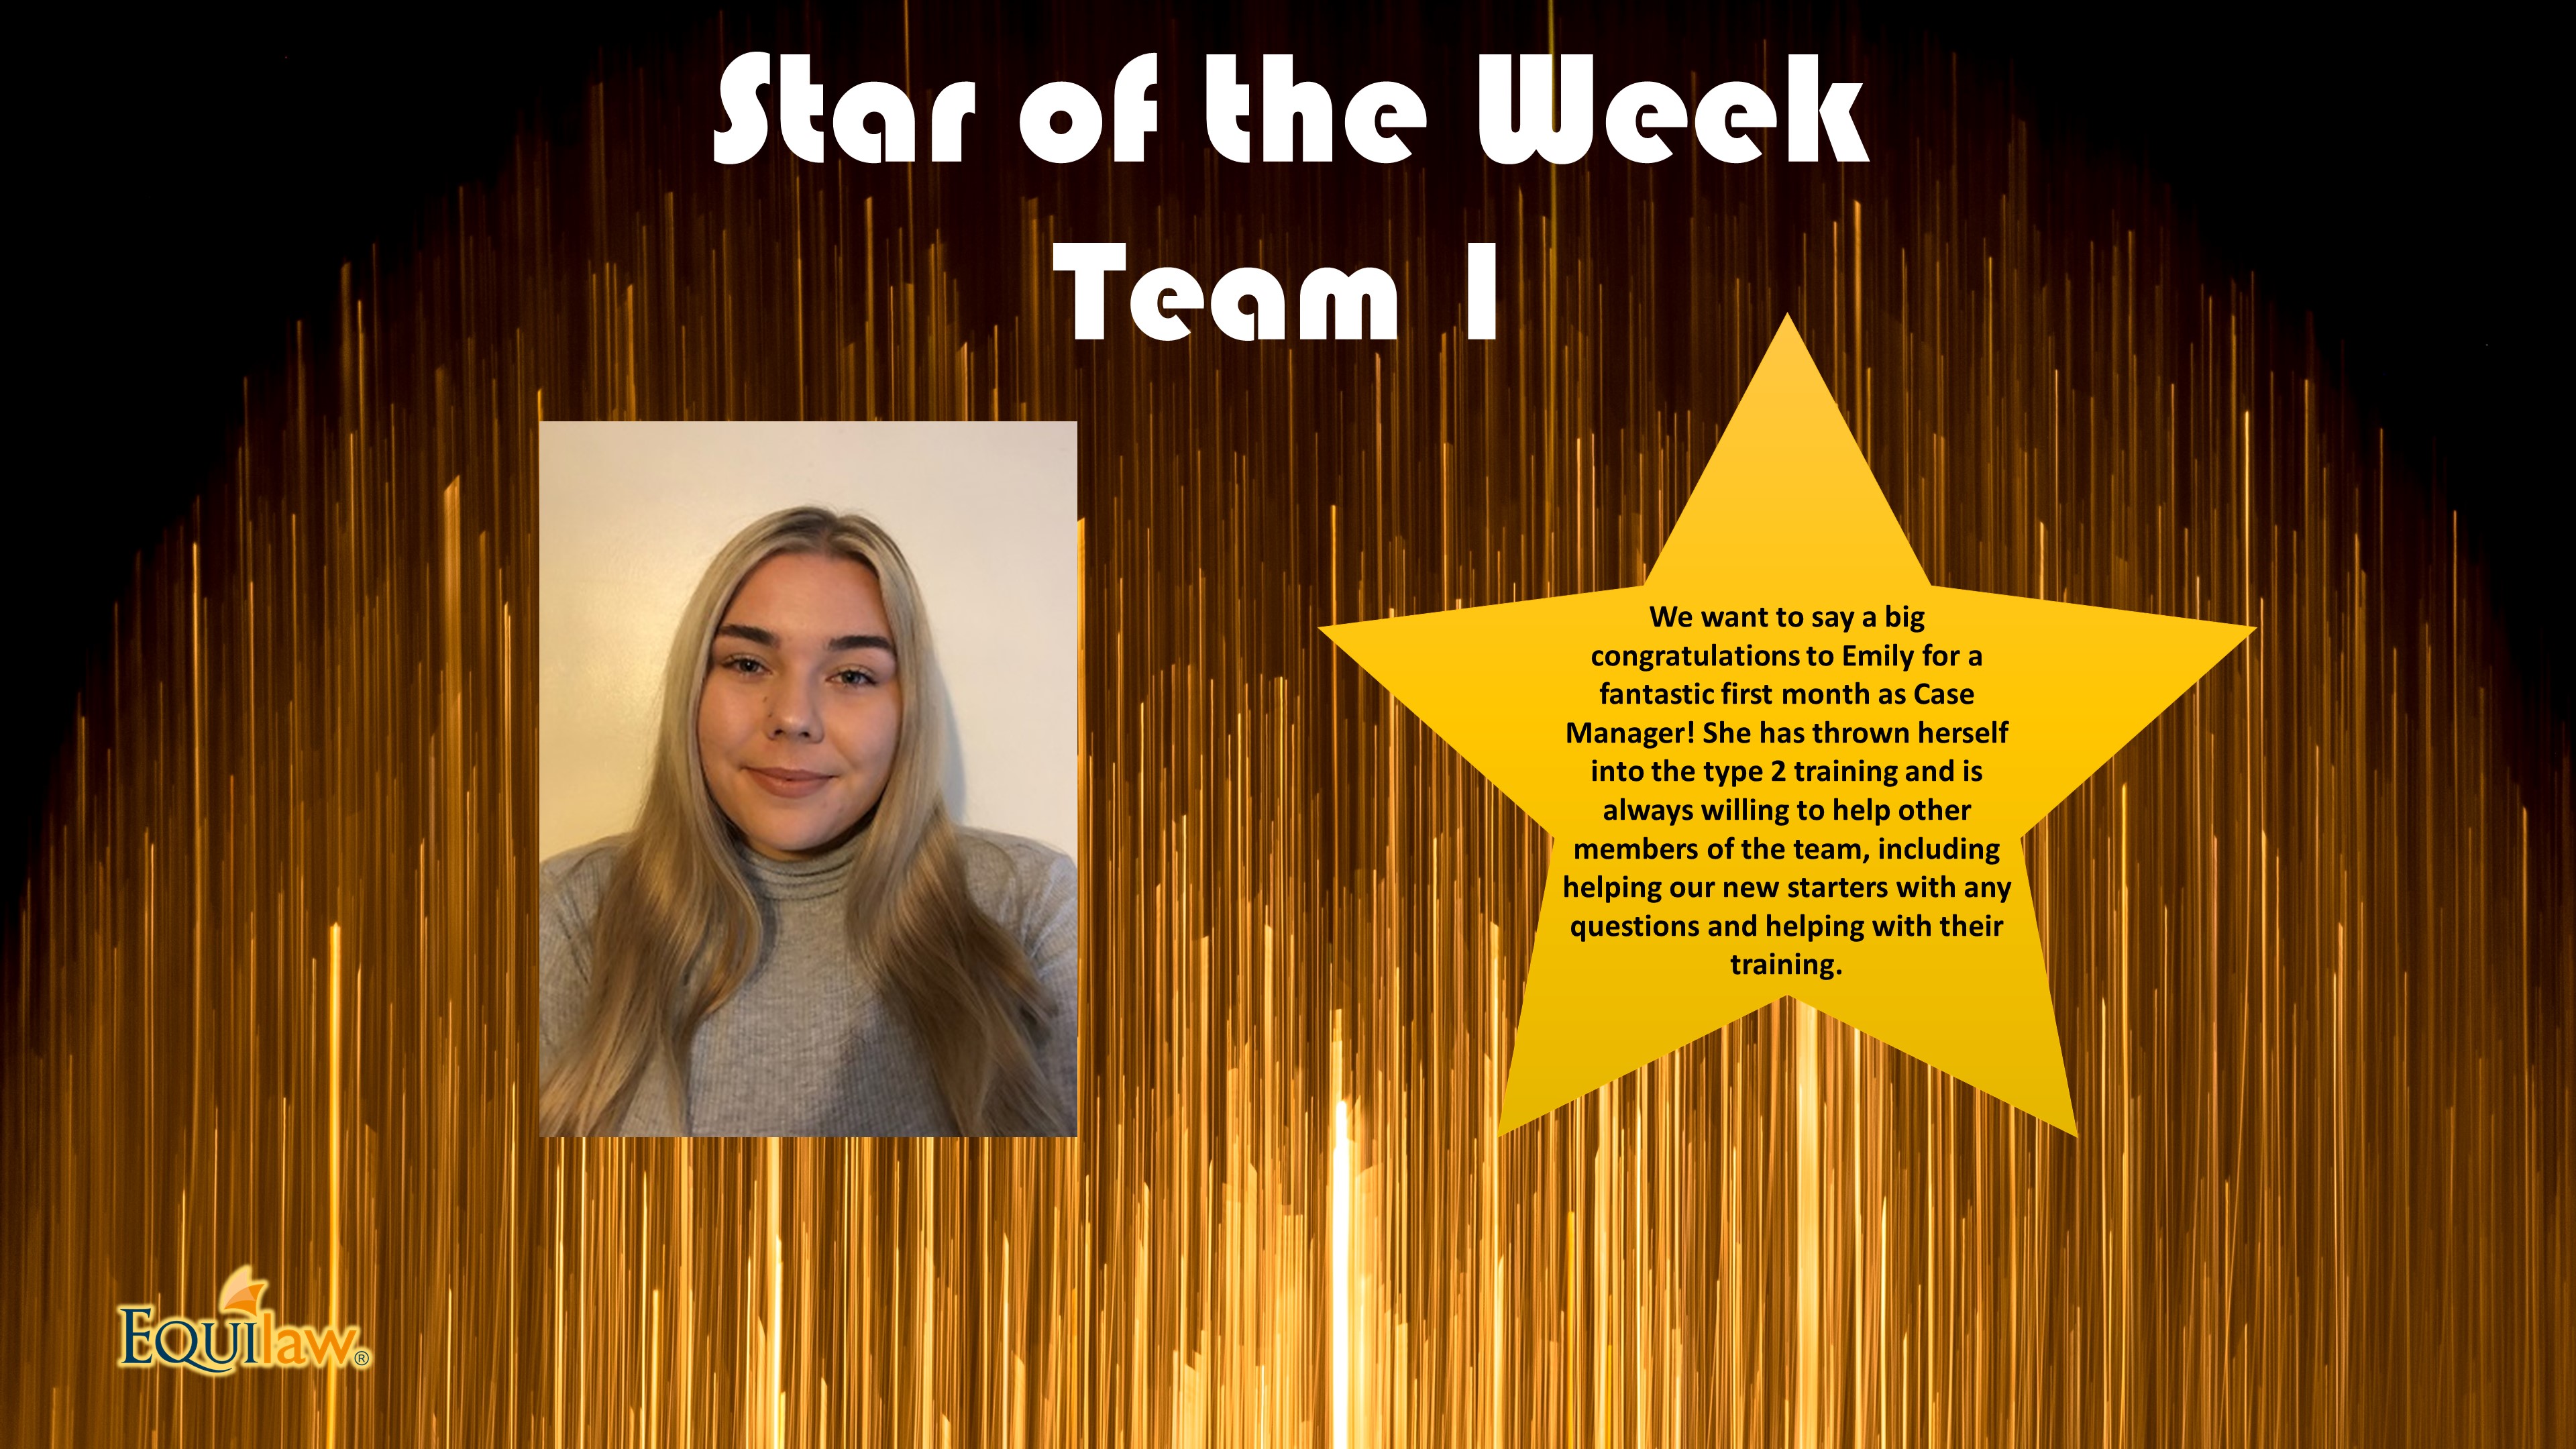 Star of the Week
Team 1
We want to say a big
congratulations to Emily for a
fantastic first month as Case
Manager! She has thrown herself
into the type 2 training and is
always willing to help other
members of the team, including
helping our new starters with any
questions and helping with their
training.
EQUIlaw®